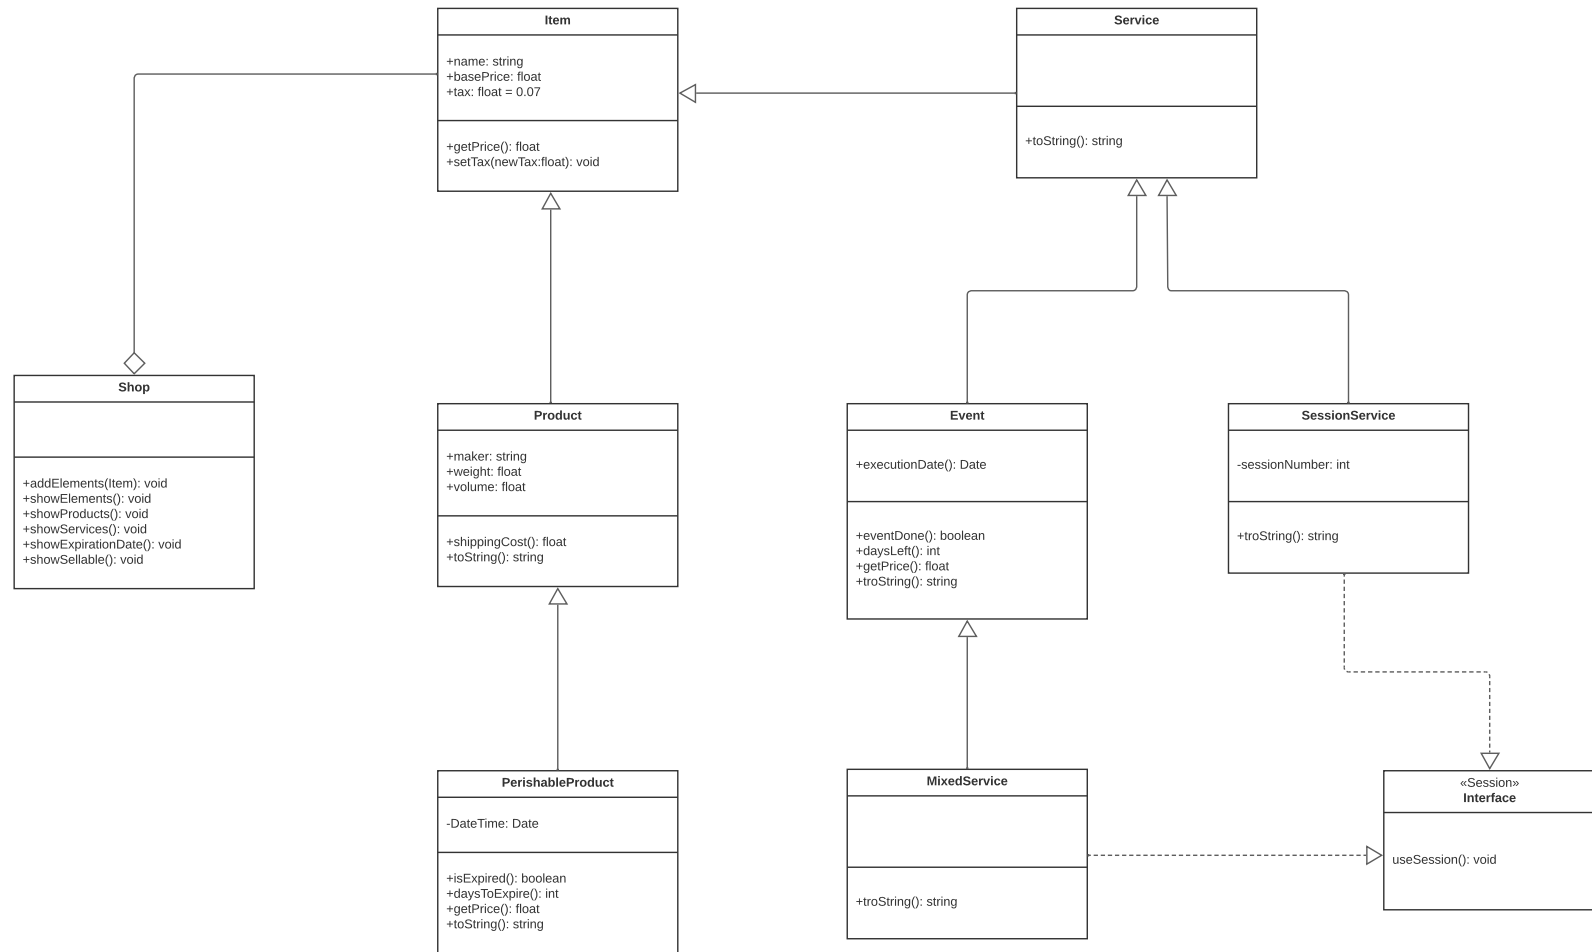 Item
+name: string
+basePrice: float
+tax: float = 0.07
+getPrice(): float
+setTax(newTax:float): void
Service
+toString(): string
Shop
+addElements(Item): void
+showElements(): void
+showProducts(): void
+showServices(): void
+showExpirationDate(): void
+showSellable(): void
Product
+maker: string
+weight: float
+volume: float
+shippingCost(): float
+toString(): string
Event
+executionDate(): Date
+eventDone(): boolean
+daysLeft(): int
+getPrice(): float
+troString(): string
SessionService
-sessionNumber: int
+troString(): string
PerishableProduct
-DateTime: Date
+isExpired(): boolean
+daysToExpire(): int
+getPrice(): float
+toString(): string
MixedService
+troString(): string
«Session»
Interface
useSession(): void